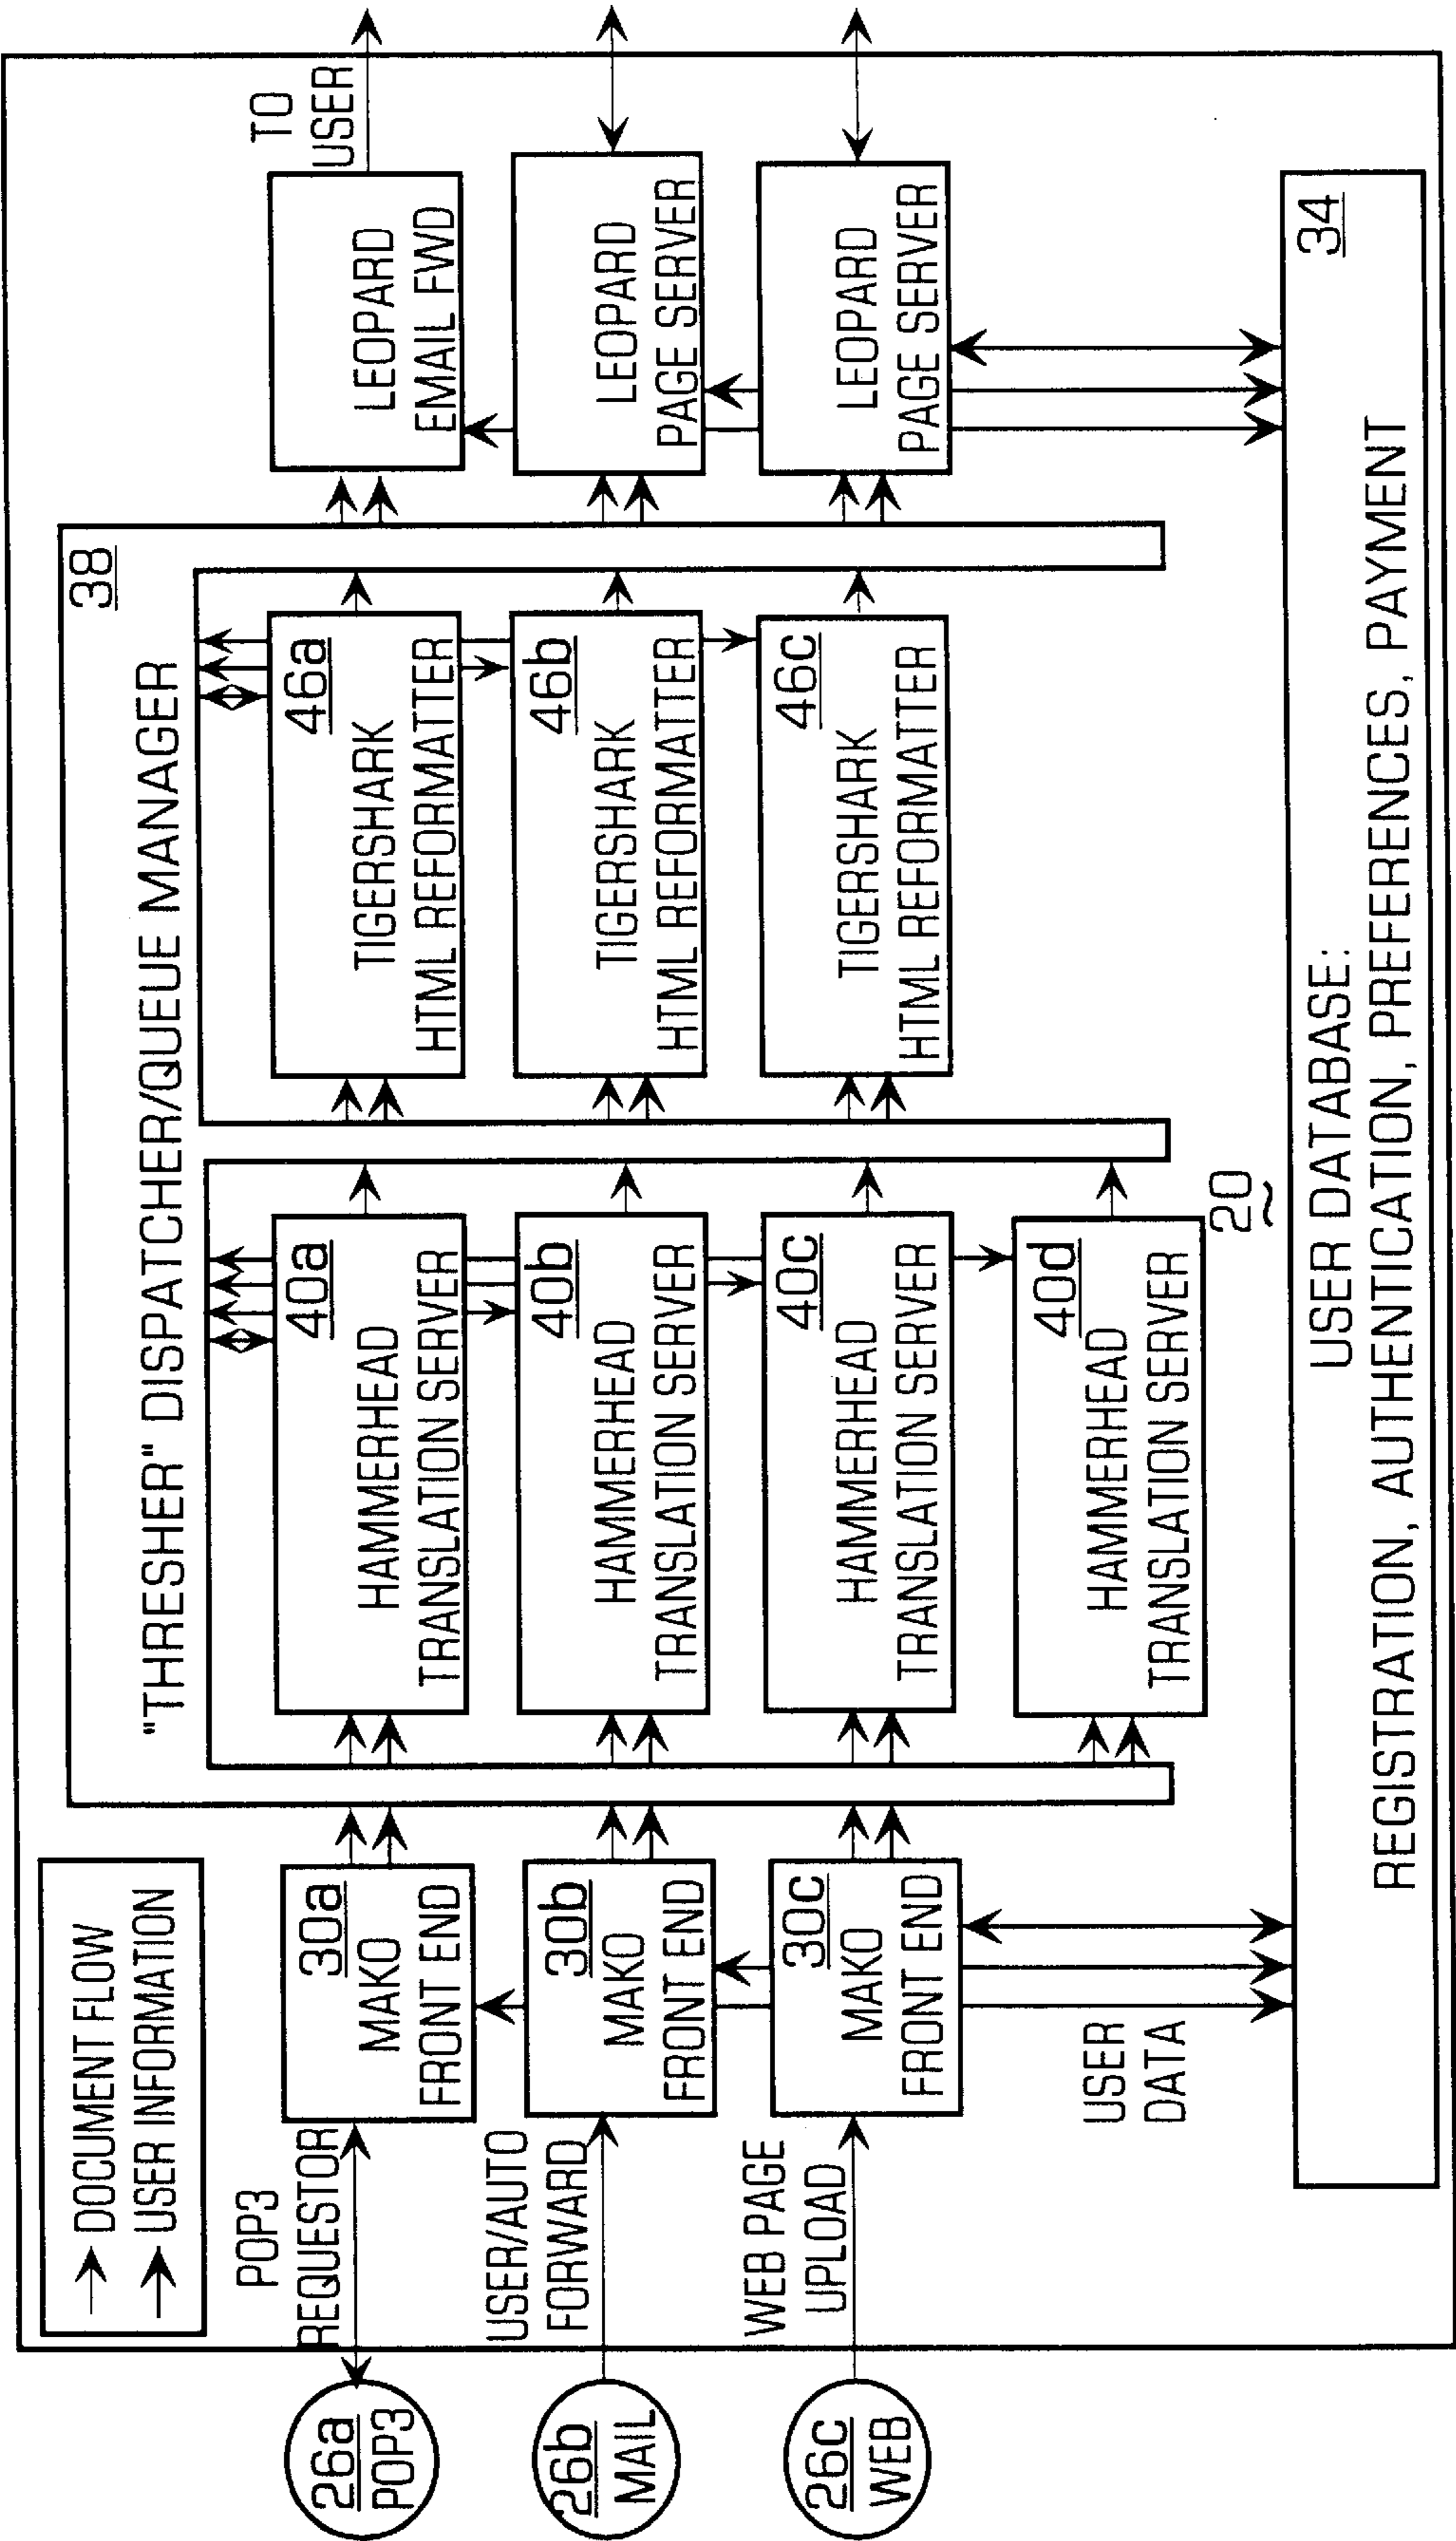 DOCUMENT FLOW
USER INFORMATION
38
"THRESHER" DISPATCHER/QUEUE MANAGER
26a
POP3
POP3
REQUESTOR
30a
MAKO
FRONT END
40a
HAMMERHEAD
TRANSLATION SERVER
46a
TIGERSHARK
HTML REFORMATTER
LEOPARD
EMAIL FWD
TO
USER
26b
MAIL
USER/AUTO
FORWARD
30b
MAKO
FRONT END
40b
HAMMERHEAD
TRANSLATION SERVER
46b
TIGERSHARK
HTML REFORMATTER
LEOPARD
PAGE SERVER
26c
WEB
WEB PAGE
UPLOAD
30c
MAKO
FRONT END
40c
HAMMERHEAD
TRANSLATION SERVER
46c
TIGERSHARK
HTML REFORMATTER
LEOPARD
PAGE SERVER
40d
HAMMERHEAD
TRANSLATION SERVER
USER
DATA
20
34
USER DATABASE:
REGISTRATION, AUTHENTICATION, PREFERENCES, PAYMENT